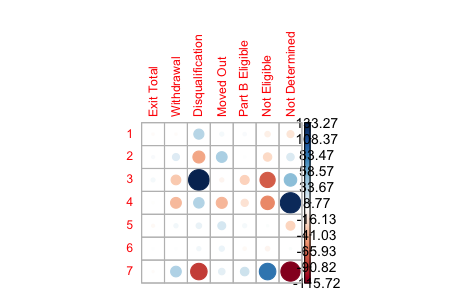 Exit Total
Withdrawal
Disqualification
Moved Out
Part B Eligible
Not Eligible
Not Determined
1
2
3
4
5
6
7
133.27
108.37
83.47
58.57
33.67
8.77
-16.13
-41.03
-65.93
-90.82
-115.72